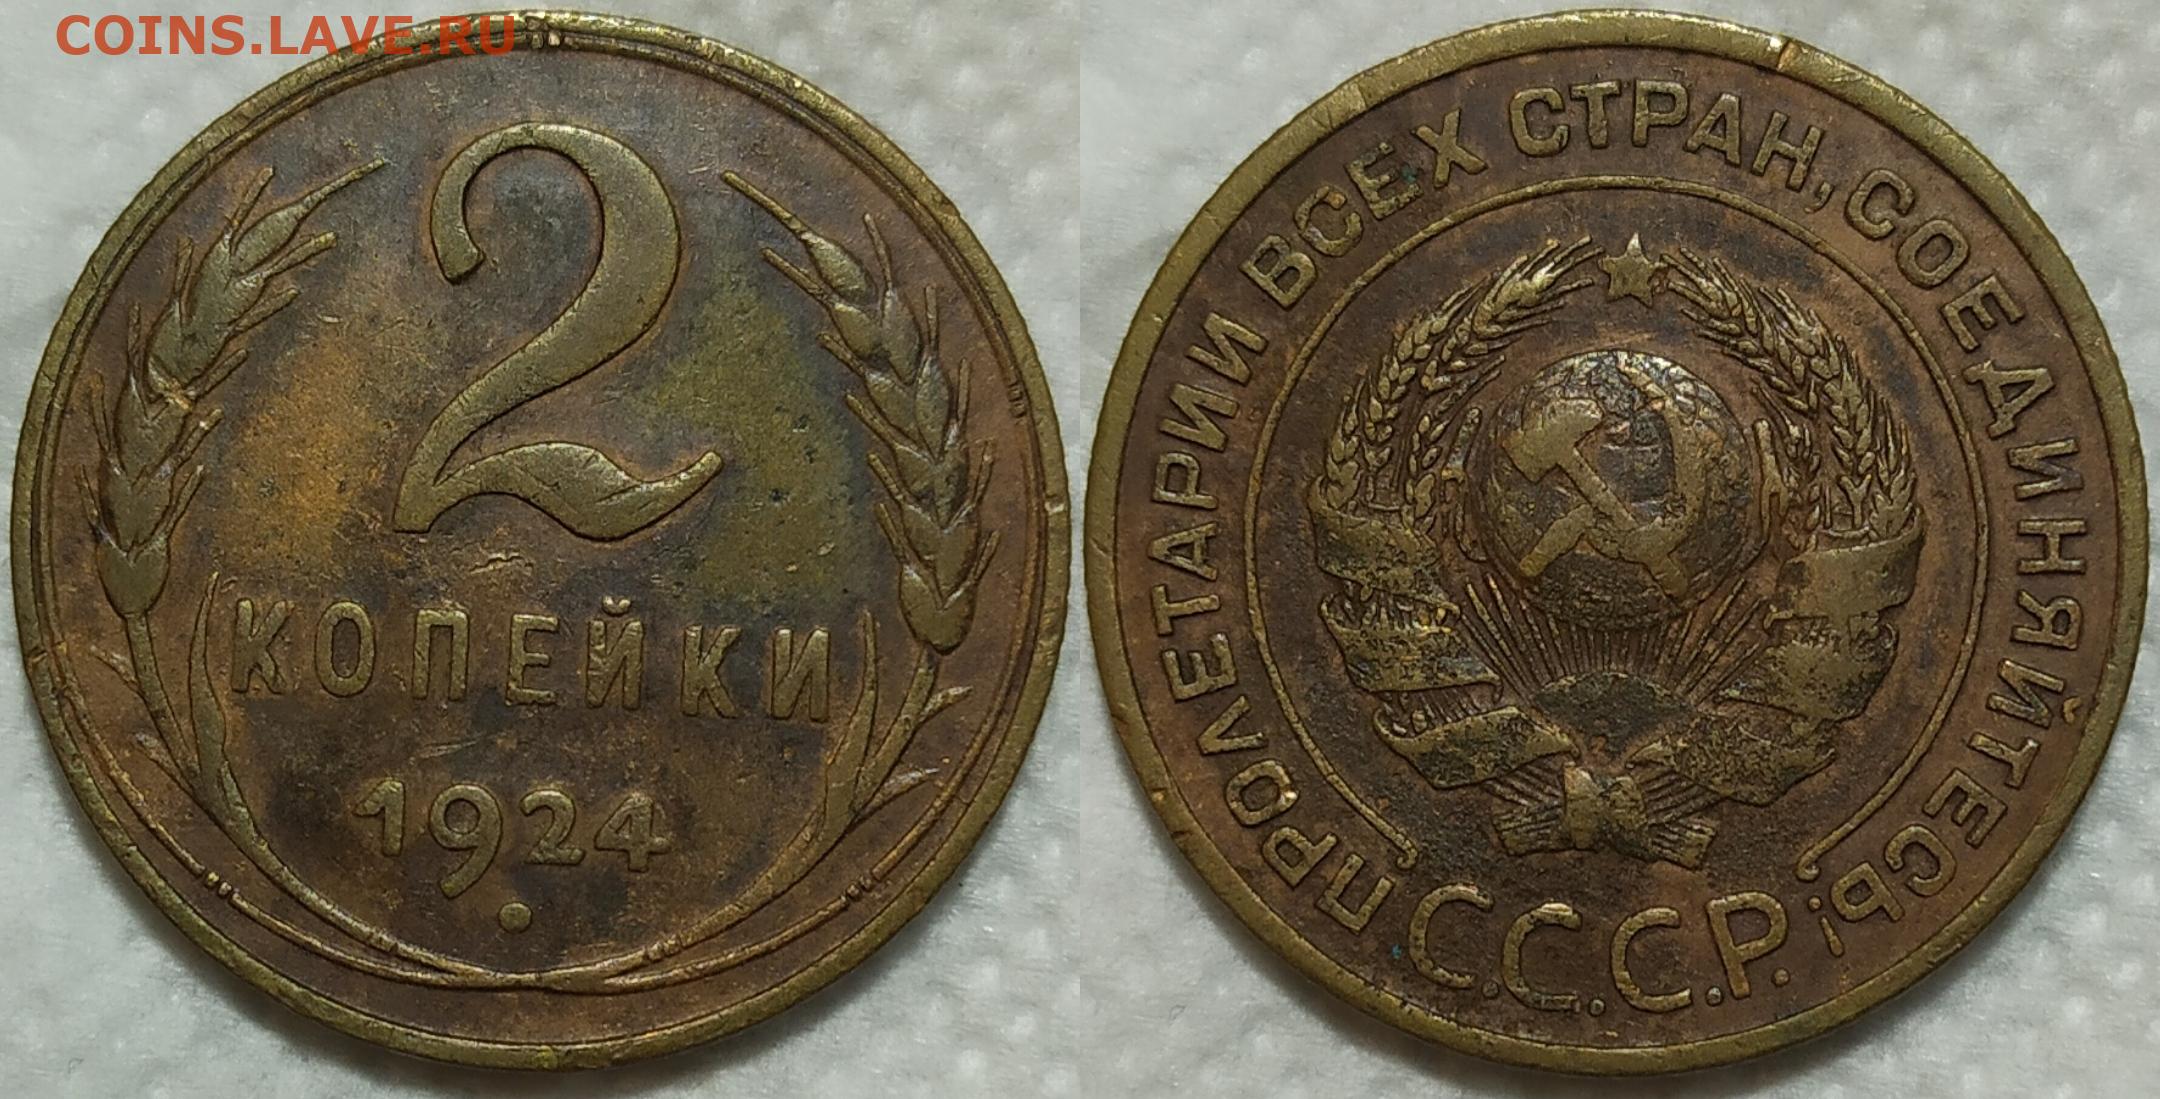 COINS.LAVE.RU
2
КОПЕЙКИ
1924
ПРОЛЕТАРИИ ВСЕХ СТРАН, СОЕДИНЯЙТЕСЬ!
С.С.С.Р.